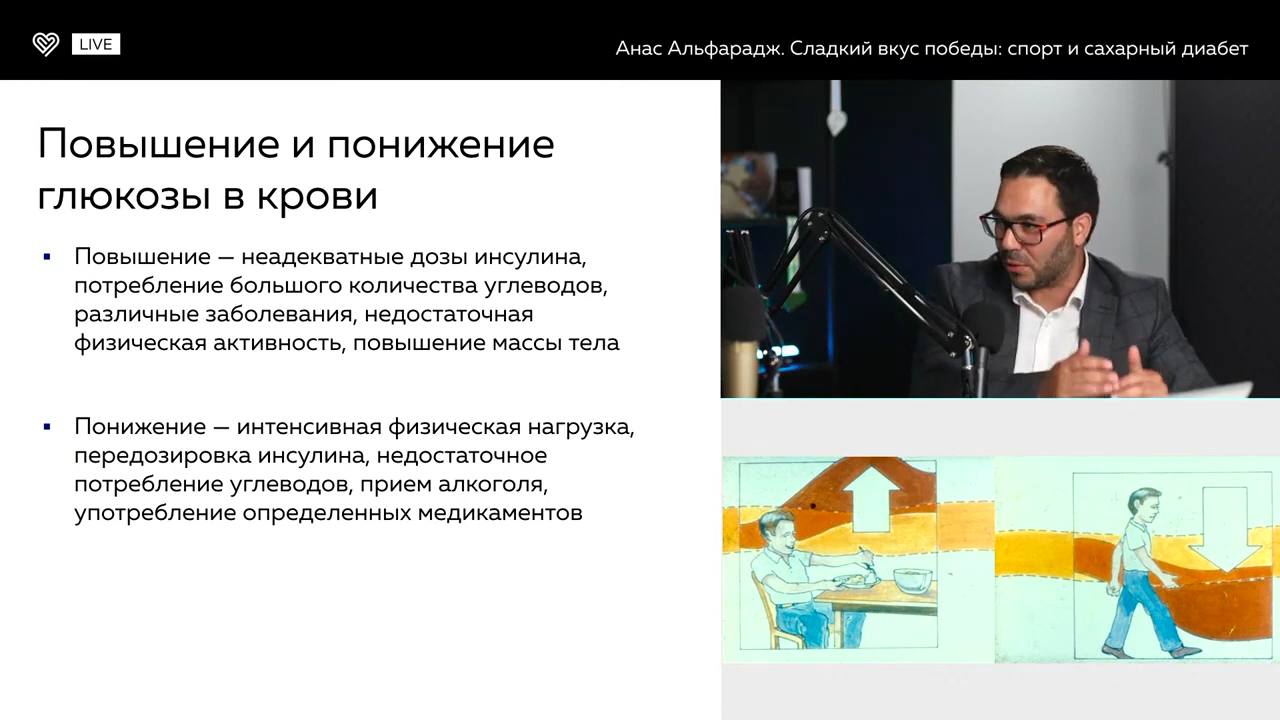 LIVE
Анас Альфарадж. Сладкий вкус победы: спорт и сахарный диабет
Повышение и понижение
глюкозы в крови
Повышение — неадекватные дозы инсулина,
потребление большого количества углеводов,
различные заболевания, недостаточная
физическая активность, повышение массы тела
Понижение — интенсивная физическая нагрузка,
передозировка инсулина, недостаточное
потребление углеводов, прием алкоголя,
употребление определенных медикаментов